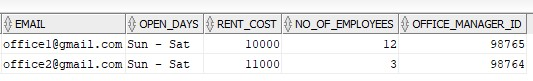 EMAIL OPEN_DAYS RENT_COST NO_OF_EMPLOYEES OFFICE_MANAGER_ID
office1@gmail.com Sun - Sat 10000 12 98765
office2@gmail.com Sun - Sat 11000 3 98764